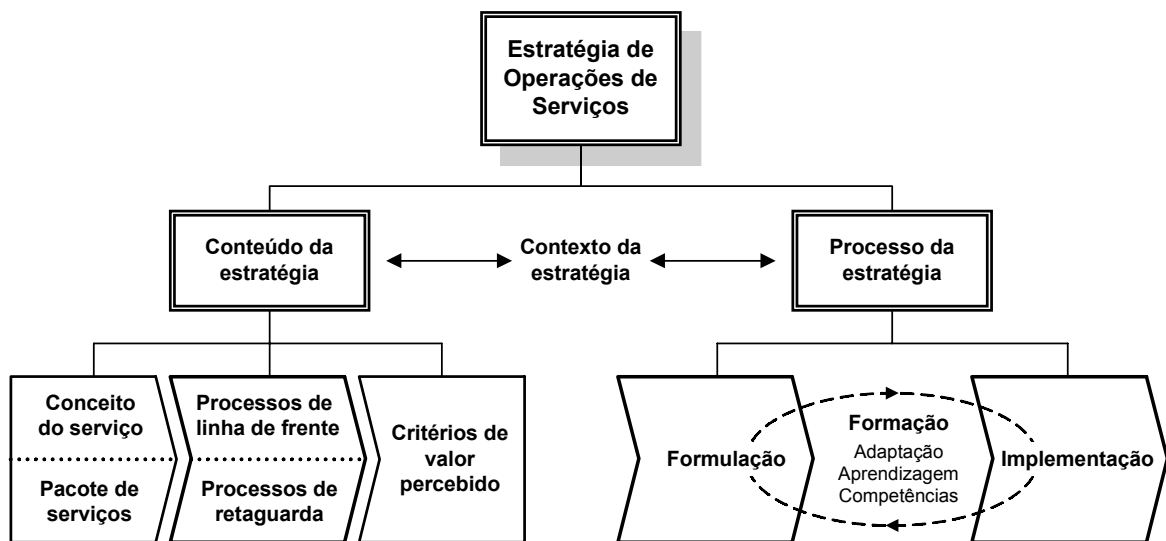 Estratégia de
Operações de
Serviços
Conteúdo da
estratégia
Contexto da
estratégia
Processo da
estratégia
Conceito
do serviço
Pacote de
serviços
Processos de
linha de frente
Processos de
retaguarda
Critérios de
valor
percebido
Formulação
Formação
Adaptação
Aprendizagem
Competências
Implementação